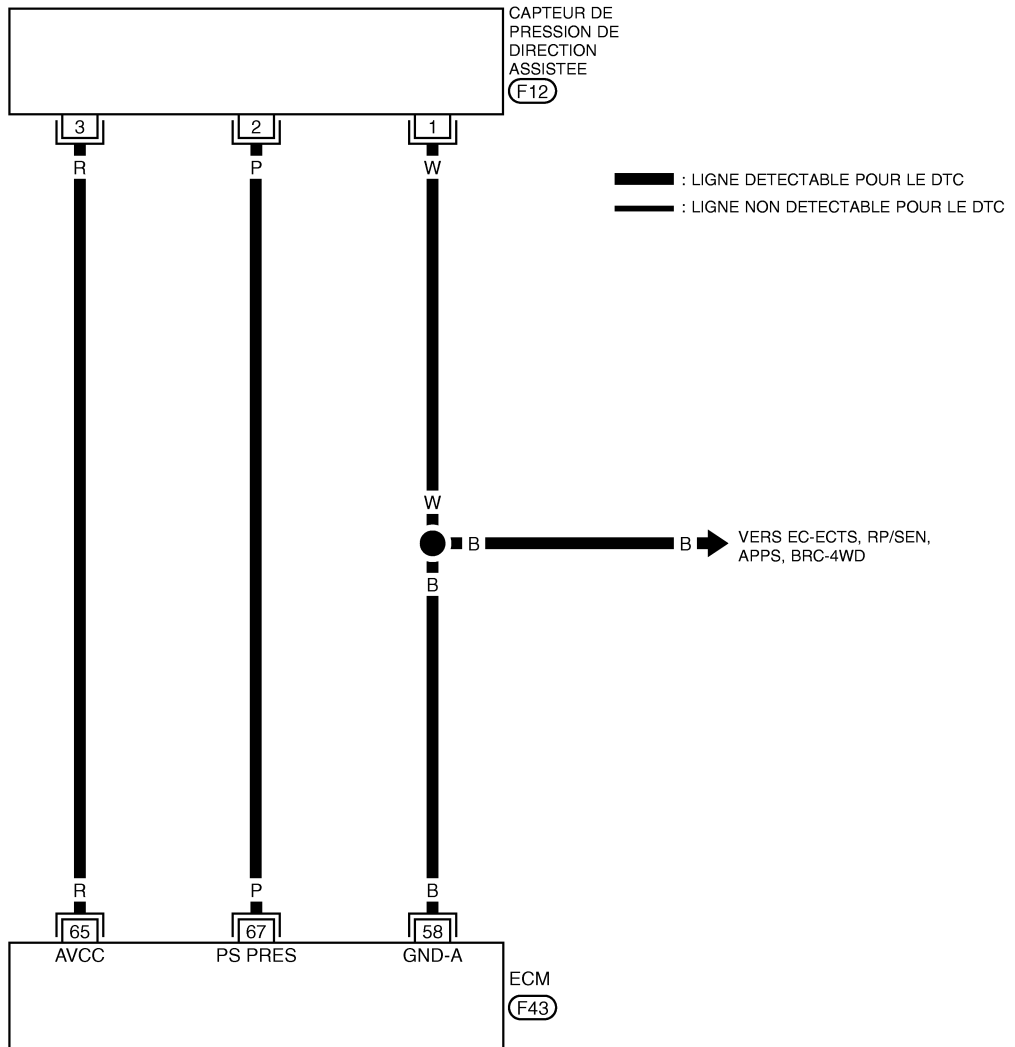 CAPTEUR DE
PRESSION DE
DIRECTION
ASSISTEE
F12
3 2 1
R P W
: LIGNE DETECTABLE POUR LE DTC
: LIGNE NON DETECTABLE POUR LE DTC
W
B B
VERS EC-ECTS, RP/SEN,
APPS, BRC-4WD
B
R P B
65 67 58
AVCC PS PRES GND-A
ECM
F43